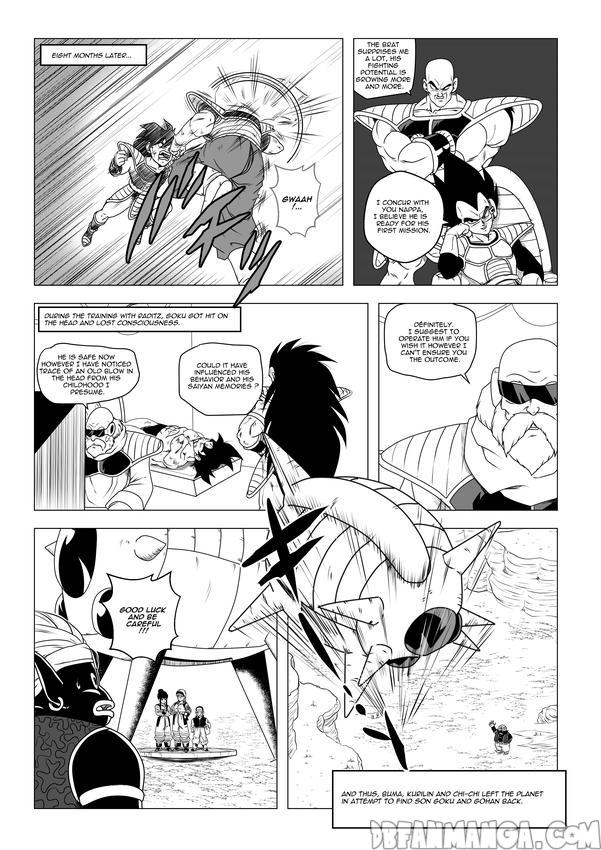 EIGHT MONTHS LATER...
GWAAH
!...
THE BRAT
SURPRISES ME
A LOT, HIS
FIGHTING
POTENTIAL IS
GROWING MORE
AND MORE.
I CONCUR WITH
YOU NAPPA,
I BELIEVE HE IS
READY FOR HIS
FIRST MISSION.
DURING THE TRAINING WITH RADITZ, GOKU GOT HIT ON
THE HEAD AND LOST CONSCIOUSNESS.
HE IS SAFE NOW
HOWEVER I HAVE NOTICED
TRACE OF AN OLD BLOW IN
THE HEAD FROM HIS
CHILDHOOD I
PRESUME.
COULD IT HAVE
INFLUENCED HIS
BEHAVIOR AND HIS
SAIYAN MEMORIES ?
DÉFINITELY.
I SUGGEST TO
OPERATE HIM IF YOU
WISH IT HOWEVER I
CAN'T ENSURE YOU
THE OUTCOME.
GOOD LUCK
AND BE
CAREFUL
!!!
AND THUS, BUMA, KURILIN AND CHI-CHI LEFT THE PLANET
IN ATTEMPT TO FIND SON GOKU AND GOHAN BACK.
DBFANMANGA.COM